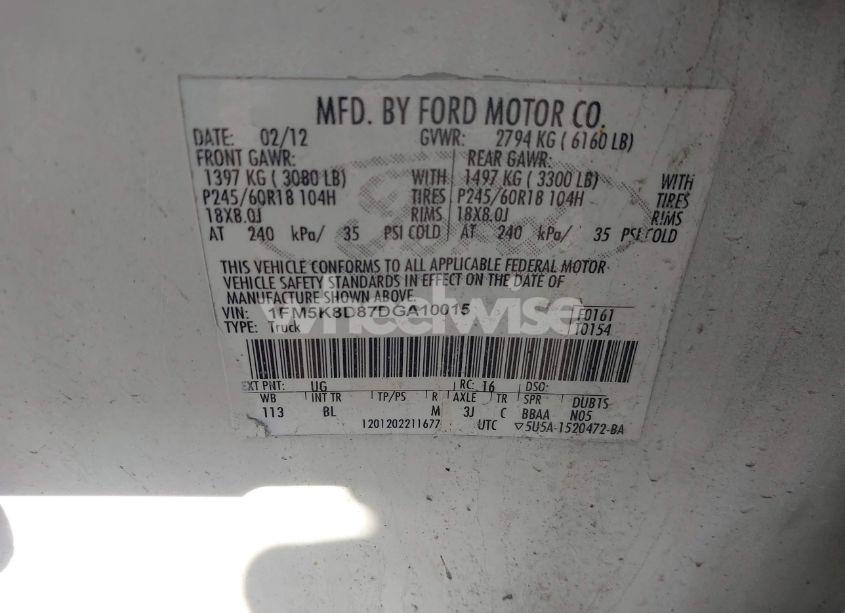 MFD. BY FORD MOTOR CO.
DATE: 02/12 GVWR: 2794 KG ( 6160 LB)
FRONT GAWR: REAR GAWR:
1397 KG ( 3080 LB) WITH 1497 KG ( 3300 LB) WITH
P245/60R18 104H TIRES P245/60R18 104H TIRES
18X8.0J RIMS 18X8.0J RIMS
AT 240 kPa/ 35 PSI COLD AT 240 kPa/ 35 PSI COLD
THIS VEHICLE CONFORMS TO ALL APPLICABLE FEDERAL MOTOR
VEHICLE SAFETY STANDARDS IN EFFECT ON THE DATE OF
MANUFACTURE SHOWN ABOVE.
VIN: 1FM5K8D87DGA10015 F0161
TYPE: Truck T0154
wheelwise
EXT PNT: UG RC: 16 DSO:
WB INT TR TP/PS R AXLE TR SPR DUBTS
113 BL M 3J C BBAA N05
1201202211677 UTC ▽5U5A-1520472-BA